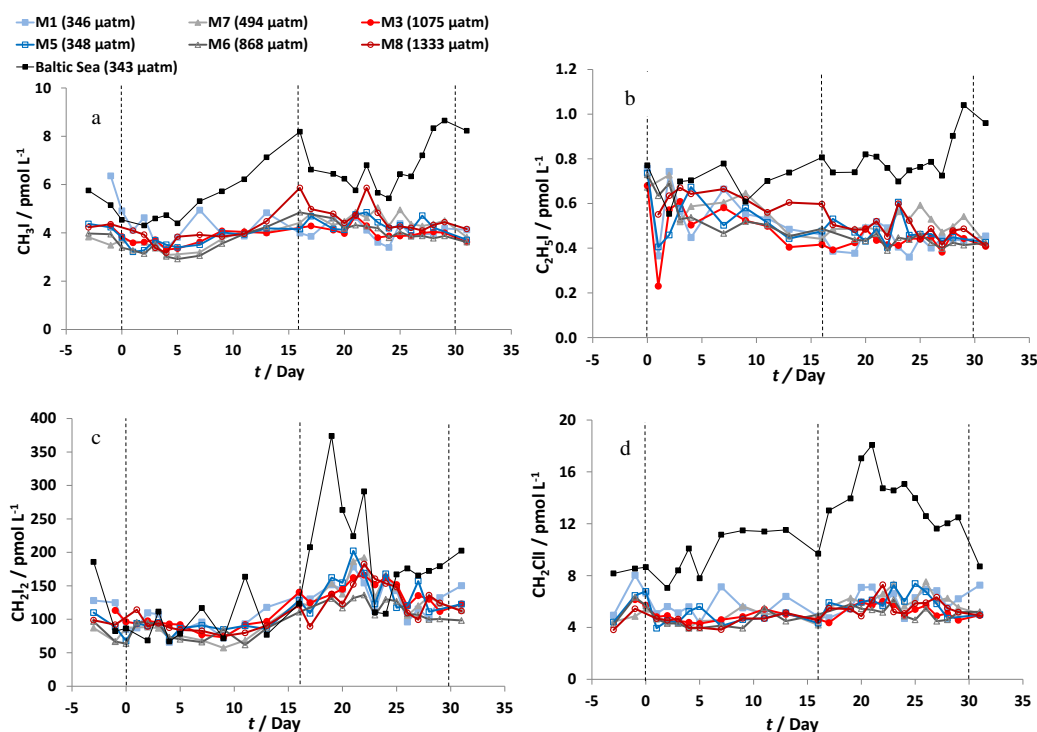 M1 (346 µatm) M7 (494 µatm) M3 (1075 µatm)
M5 (348 µatm) M6 (868 µatm) M8 (1333 µatm)
Baltic Sea (343 µatm)
a
CH3I / pmol L-1
10
8
6
4
2
0
-5 0 5 10 15 20 25 30 35
t / Day
b
C2H5I / pmol L-1
1.2
1.0
0.8
0.6
0.4
0.2
0.0
-5 0 5 10 15 20 25 30 35
t / Day
c
CH2I2 / pmol L-1
400
350
300
250
200
150
100
50
0
-5 0 5 10 15 20 25 30 35
t / Day
d
CH2ClI / pmol L-1
20
16
12
8
4
0
-5 0 5 10 15 20 25 30 35
t / Day